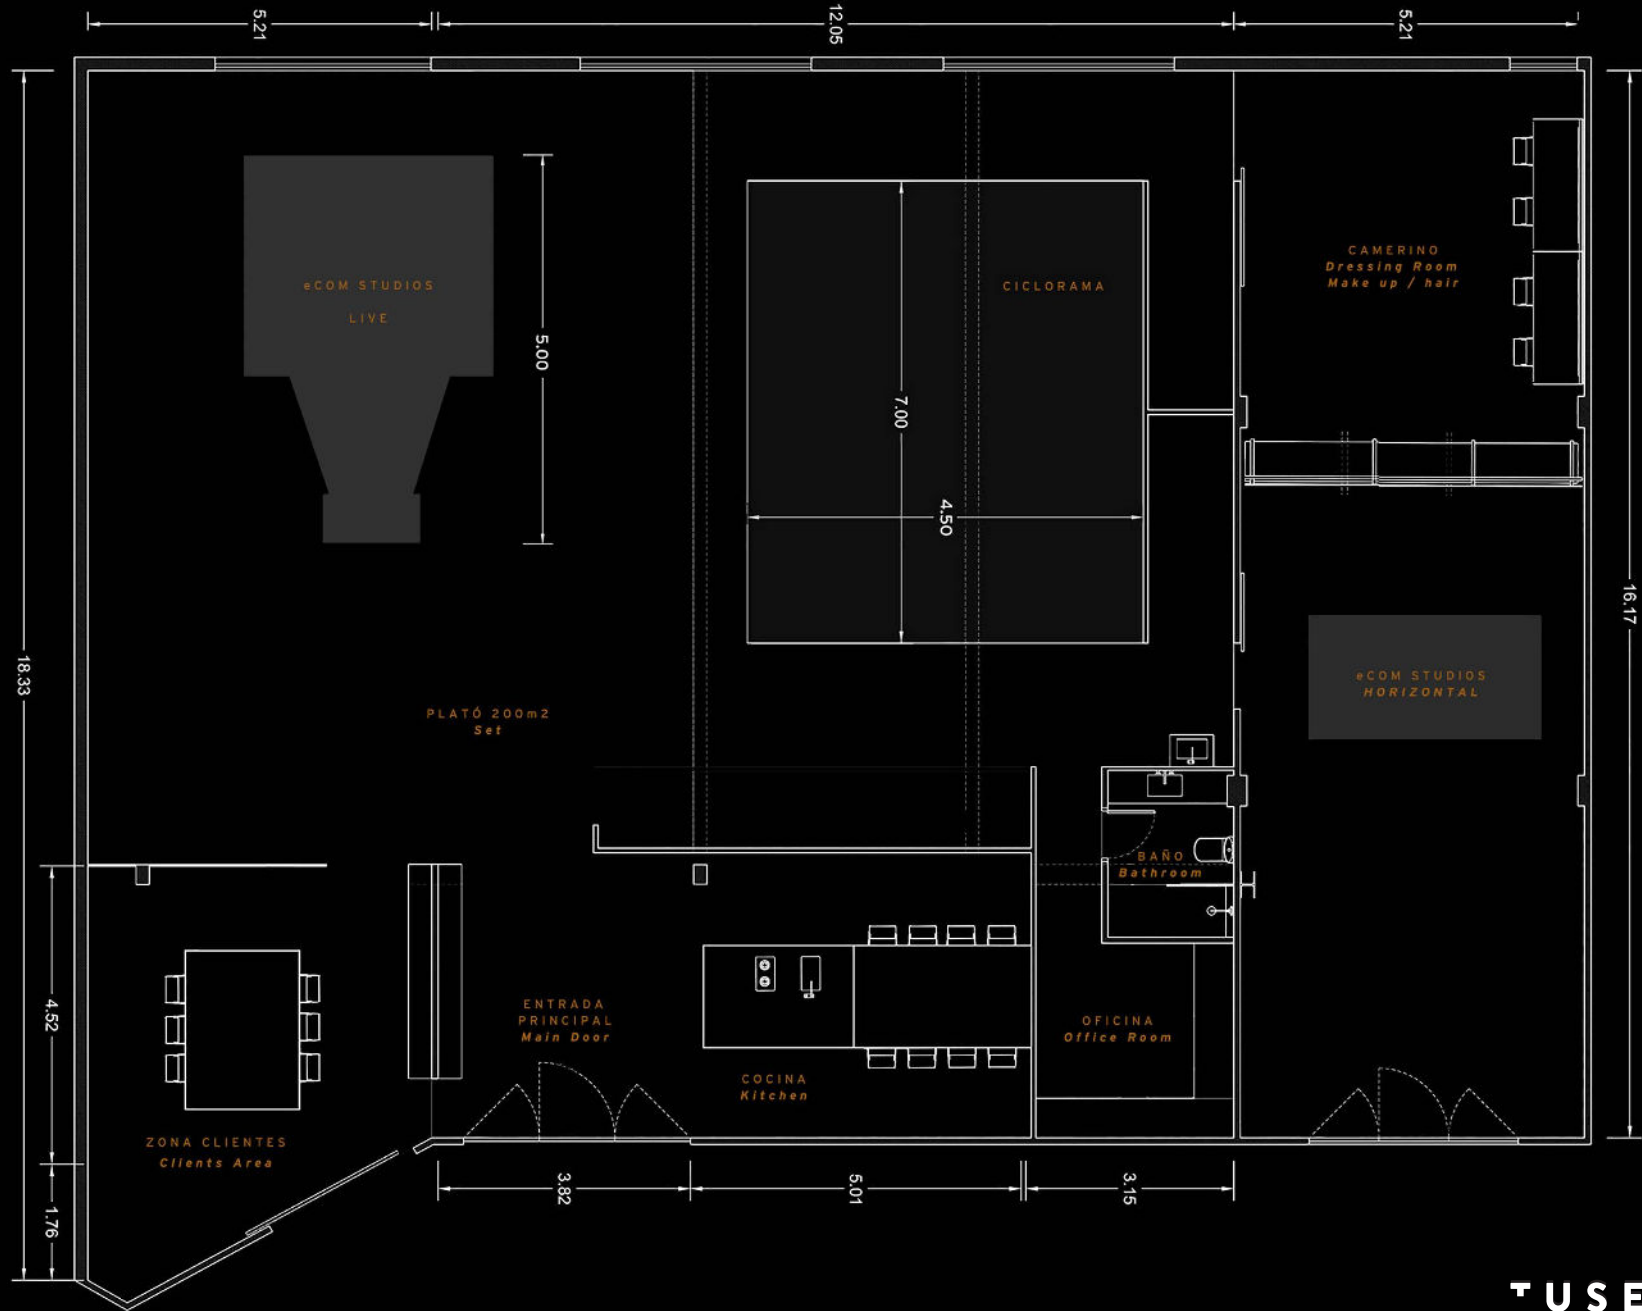 5.21
12.05
5.21
18.33
16.17
eCOM STUDIOS
LIVE
5.00
CICLORAMA
7.00
4.50
CAMERINO
Dressing Room
Make up / hair
eCOM STUDIOS
HORIZONTAL
PLATÓ 200m2
Set
BAÑO
Bathroom
4.52
ENTRADA
PRINCIPAL
Main Door
OFICINA
Office Room
COCINA
Kitchen
ZONA CLIENTES
Clients Area
1.76
3.82
5.01
3.15
TUSE